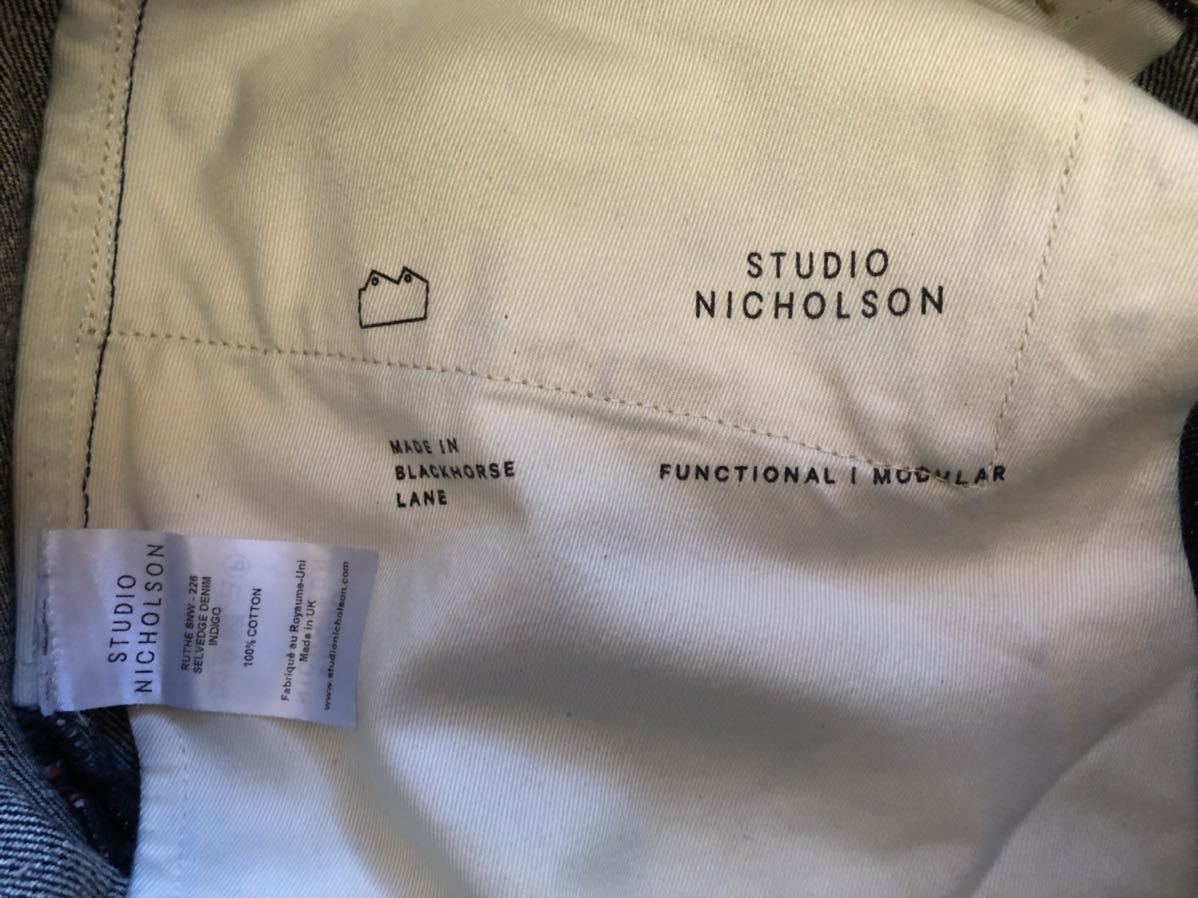 STUDIO
NICHOLSON
MADE IN
BLACKHORSE
LANE
FUNCTIONAL | MODULAR
STUDIO
NICHOLSON
RUTHE SNW - 226
SELVEDGE DENIM
INDIGO
100% COTTON
Fabriqué au Royaume-Uni
Made in UK
www.studionicholson.com